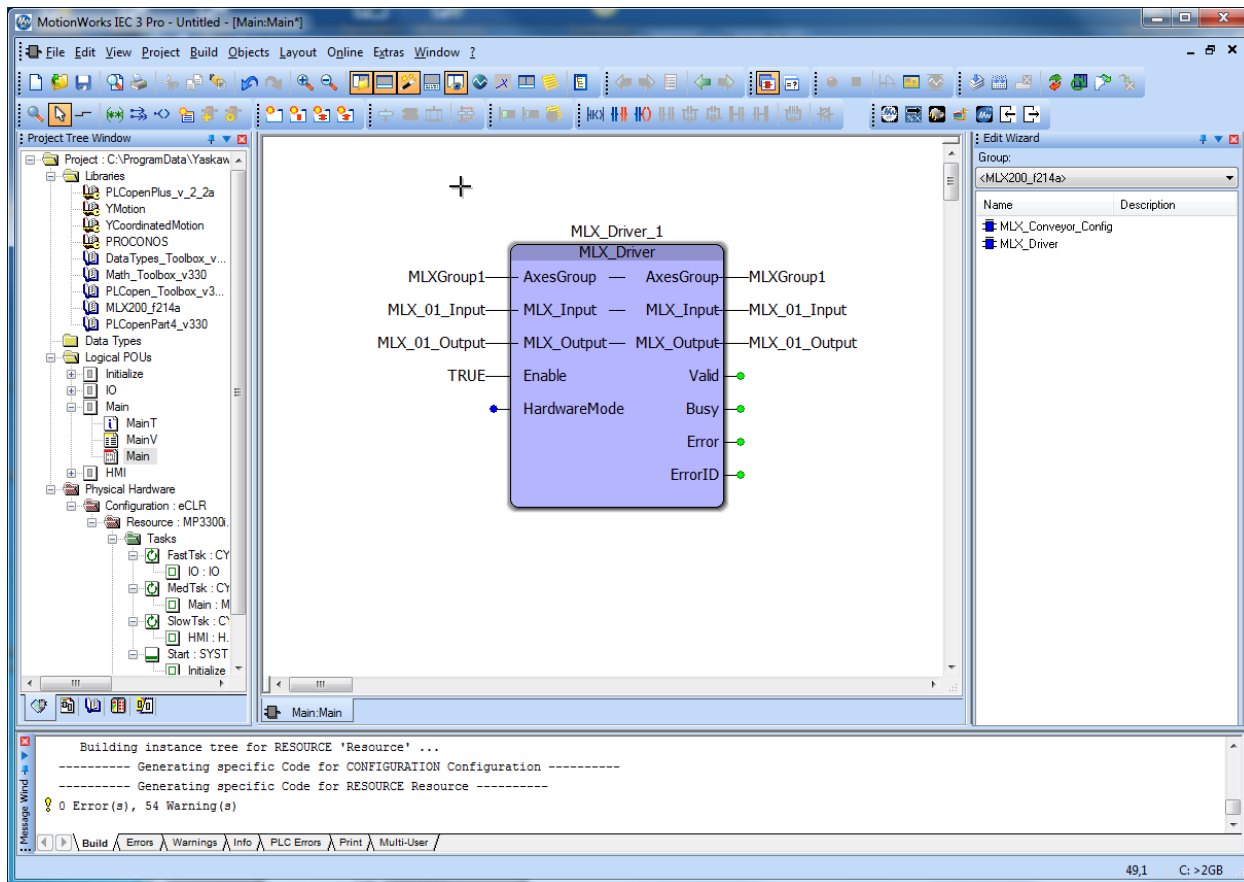 MotionWorks IEC 3 Pro - Untitled - [Main:Main*]
File Edit View Project Build Objects Layout Online Extras Window ?
Project Tree Window
Project : C:\ProgramData\Yaskaw
Libraries
PLCopenPlus_v_2_2a
YMotion
YCoordinatedMotion
PROCONOS
DataTypes_Toolbox_v...
Math_Toolbox_v330
PLCopen_Toolbox_v3...
MLX200_f214a
PLCopenPart4_v330
Data Types
Logical POUs
Initialize
IO
Main
MainT
MainV
Main
HMI
Physical Hardware
Configuration : eCLR
Resource : MP3300i.
Tasks
FastTsk : CY
IO : IO
MedTsk : CY
Main : M
SlowTsk : CY
HMI : H.
Start : SYST
Initialize
MLX_Driver_1
MLX_Driver
MLXGroup1 AxesGroup AxesGroup MLXGroup1
MLX_01_Input MLX_Input MLX_Input MLX_01_Input
MLX_01_Output MLX_Output MLX_Output MLX_01_Output
TRUE Enable Valid
HardwareMode Busy
Error
ErrorID
Main:Main
Edit Wizard
Group:
<MLX200_f214a>
Name Description
MLX_Conveyor_Config
MLX_Driver
Message Wind
Building instance tree for RESOURCE 'Resource' ...
---------- Generating specific Code for CONFIGURATION Configuration ----------
---------- Generating specific Code for RESOURCE Resource ----------
0 Error(s), 54 Warning(s)
Build Errors Warnings Info PLC Errors Print Multi-User
49,1 C: >2GB